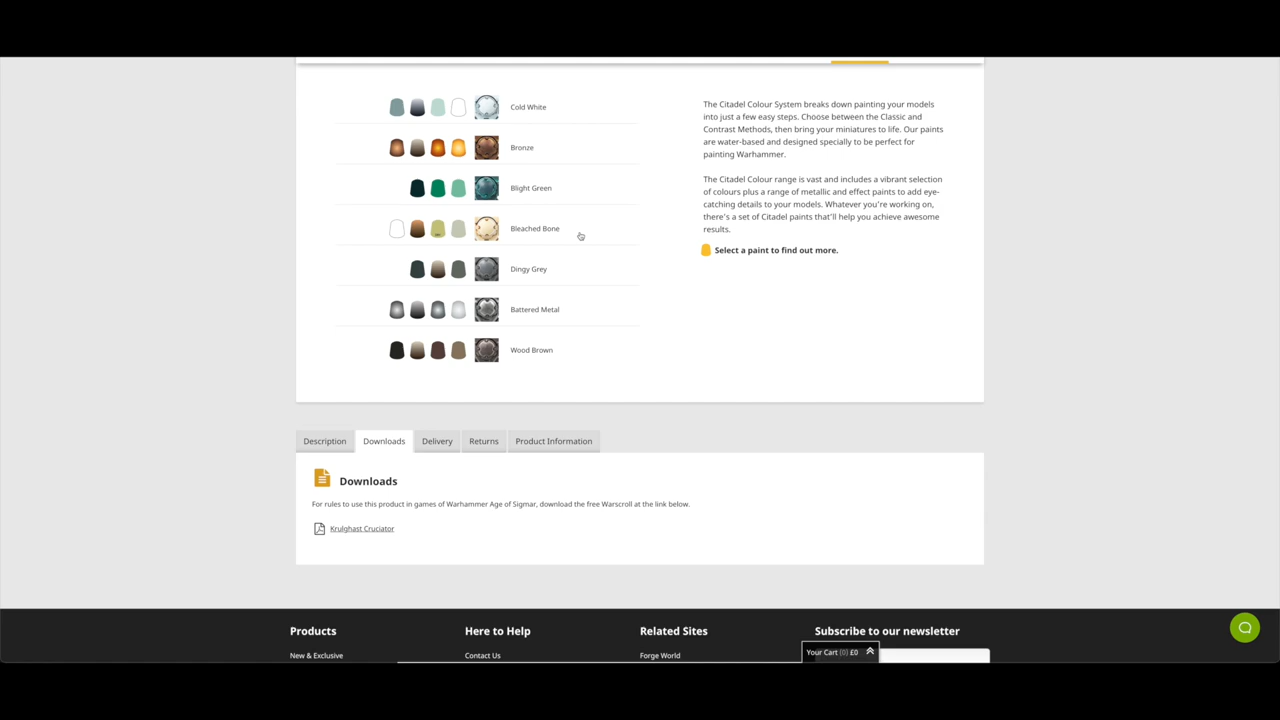 Cold White
Bronze
Blight Green
Bleached Bone
Dingy Grey
Battered Metal
Wood Brown
The Citadel Colour System breaks down painting your models
into just a few easy steps. Choose between the Classic and
Contrast Methods, then bring your miniatures to life. Our paints
are water-based and designed specially to be perfect for
painting Warhammer.
The Citadel Colour range is vast and includes a vibrant selection
of colours plus a range of metallic and effect paints to add eye-
catching details to your models. Whatever you're working on,
there's a set of Citadel paints that'll help you achieve awesome
results.
Select a paint to find out more.
Description Downloads Delivery Returns Product Information
Downloads
For rules to use this product in games of Warhammer Age of Sigmar, download the free Warscroll at the link below.
Krulghast Cruciator
Products Here to Help Related Sites Subscribe to our newsletter
New & Exclusive Contact Us Forge World Your Cart (0) £0